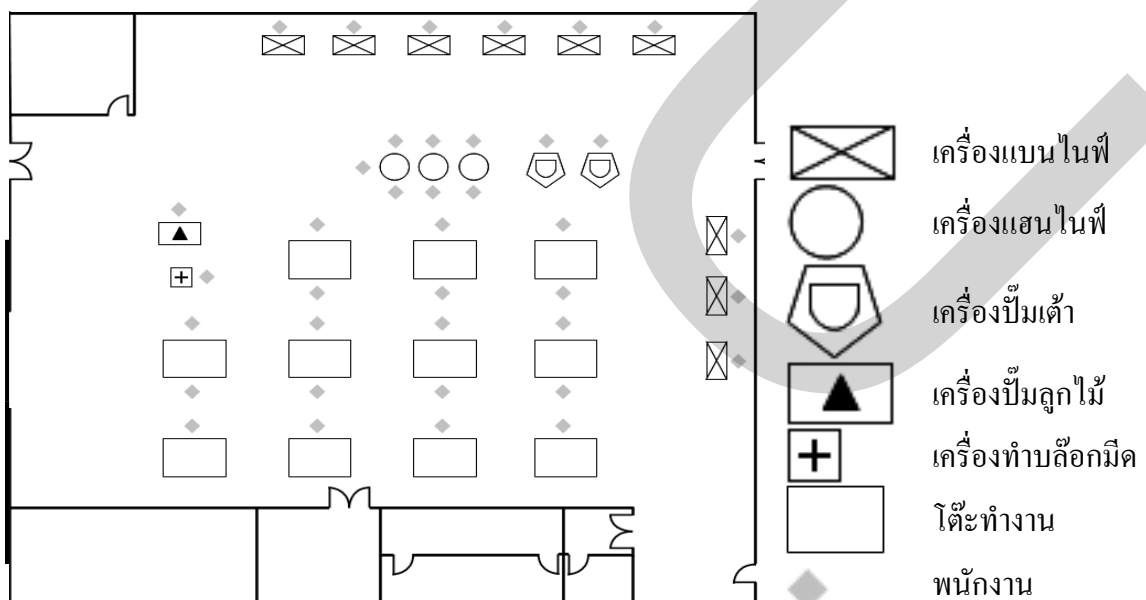 เครื่องแบนไนฟ์
เครื่องแฮนไนฟ์
เครื่องปั๊มเต้า
เครื่องปั๊มลูกไม้
เครื่องทำบล๊อกมีด
โต๊ะทำงาน
พนักงาน